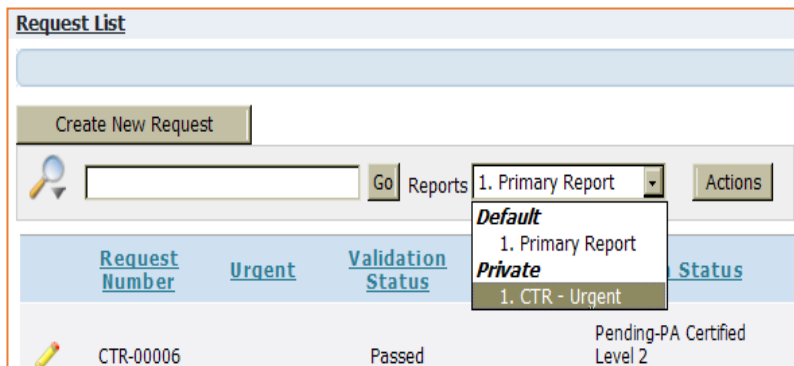 Request List
Create New Request
Go Reports 1. Primary Report Actions
Default
1. Primary Report
Private
1. CTR - Urgent
Request Number Urgent Validation Status Status
CTR-00006 Passed Pending-PA Certified
Level 2